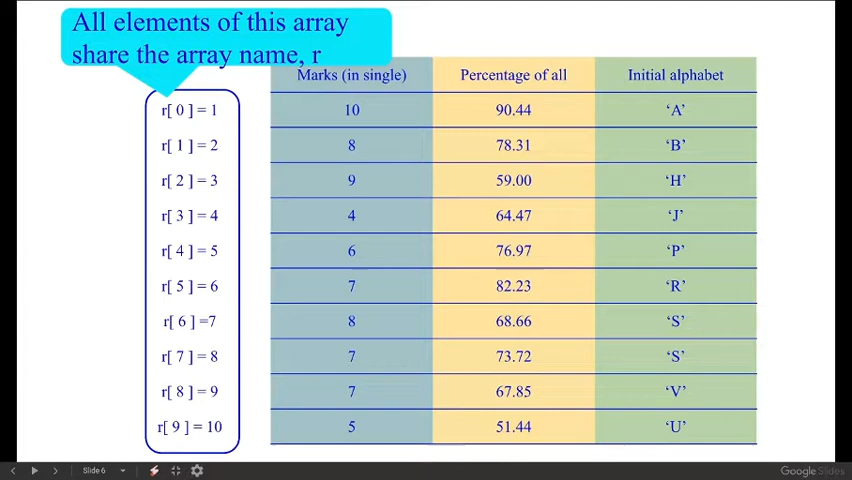 All elements of this array
share the array name, r
Marks (in single) Percentage of all Initial alphabet
r[ 0 ] = 1 10 90.44 ‘A’
r[ 1 ] = 2 8 78.31 ‘B’
r[ 2 ] = 3 9 59.00 ‘H’
r[ 3 ] = 4 4 64.47 ‘J’
r[ 4 ] = 5 6 76.97 ‘P’
r[ 5 ] = 6 7 82.23 ‘R’
r[ 6 ] =7 8 68.66 ‘S’
r[ 7 ] = 8 7 73.72 ‘S’
r[ 8 ] = 9 7 67.85 ‘V’
r[ 9 ] = 10 5 51.44 ‘U’
Slide 6 Google Slides